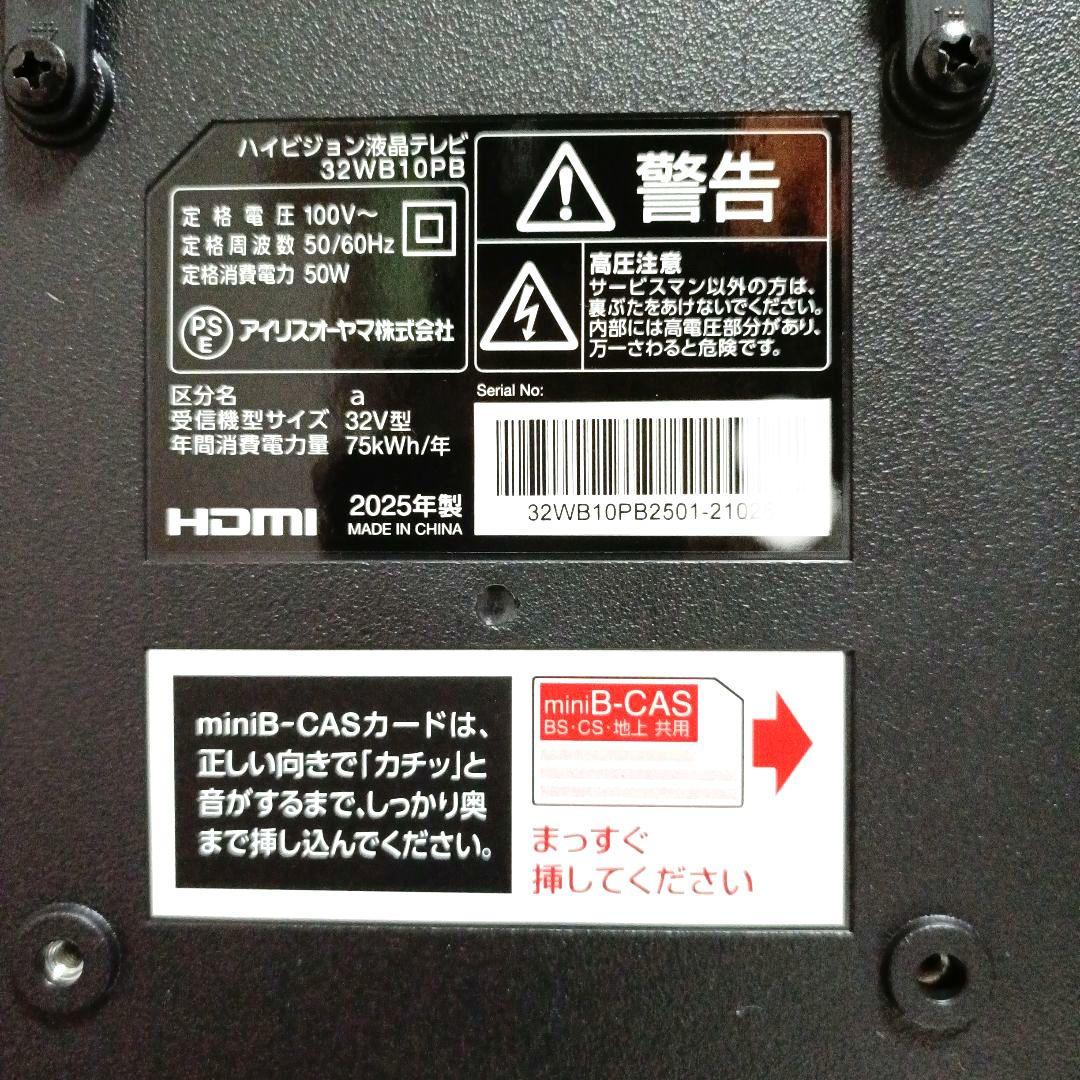 ハイビジョン液晶テレビ
32WB10PB
定格電圧 100V～
定格周波数 50/60Hz
定格消費電力 50W
PSE アイリスオーヤマ株式会社
警告
高圧注意
サービスマン以外の方は、
裏ぶたをあけないでください。
内部には高電圧部分があり、
万一さわると危険です。
区分名 a
受信機型サイズ 32V型
年間消費電力量 75kWh/年
HDMI
2025年製
MADE IN CHINA
Serial No:
32WB10PB2501-2102
miniB-CASカードは、
正しい向きで「カチッ」と
音がするまで、しっかり奥
まで挿し込んでください。
miniB-CAS
BS・CS・地上 共用
まっすぐ
挿してください